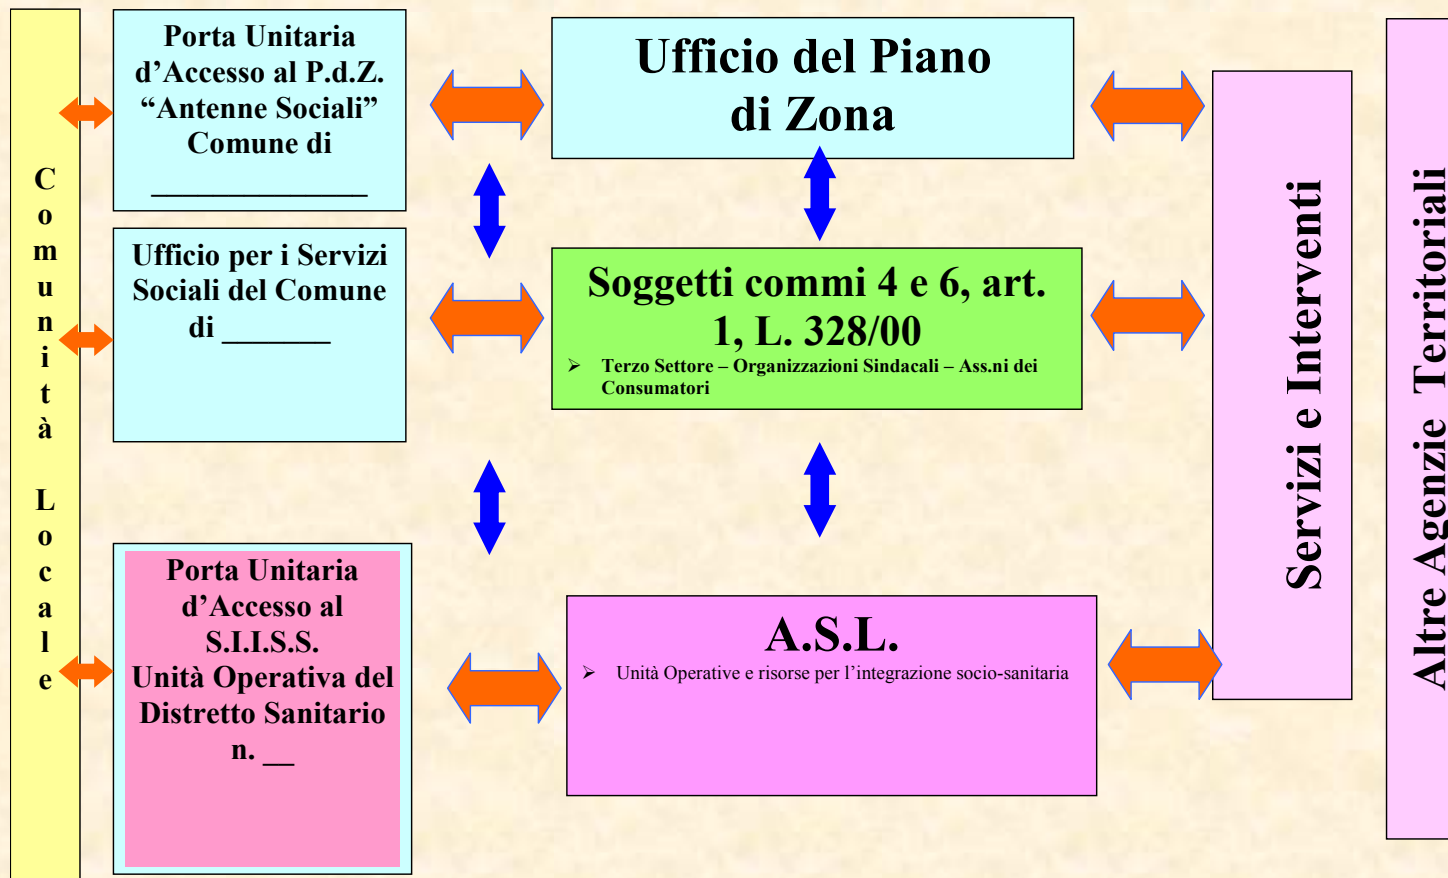 Comunità Locale
Porta Unitaria
d’Accesso al P.d.Z.
“Antenne Sociali”
Comune di
______________
Ufficio per i Servizi
Sociali del Comune
di _______
Porta Unitaria
d’Accesso al
S.I.I.S.S.
Unità Operativa del
Distretto Sanitario
n. __
Ufficio del Piano
di Zona
Soggetti commi 4 e 6, art.
1, L. 328/00
➢ Terzo Settore – Organizzazioni Sindacali – Ass.ni dei
Consumatori
A.S.L.
➢ Unità Operative e risorse per l’integrazione socio-sanitaria
Servizi e Interventi
Altre Agenzie Territoriali